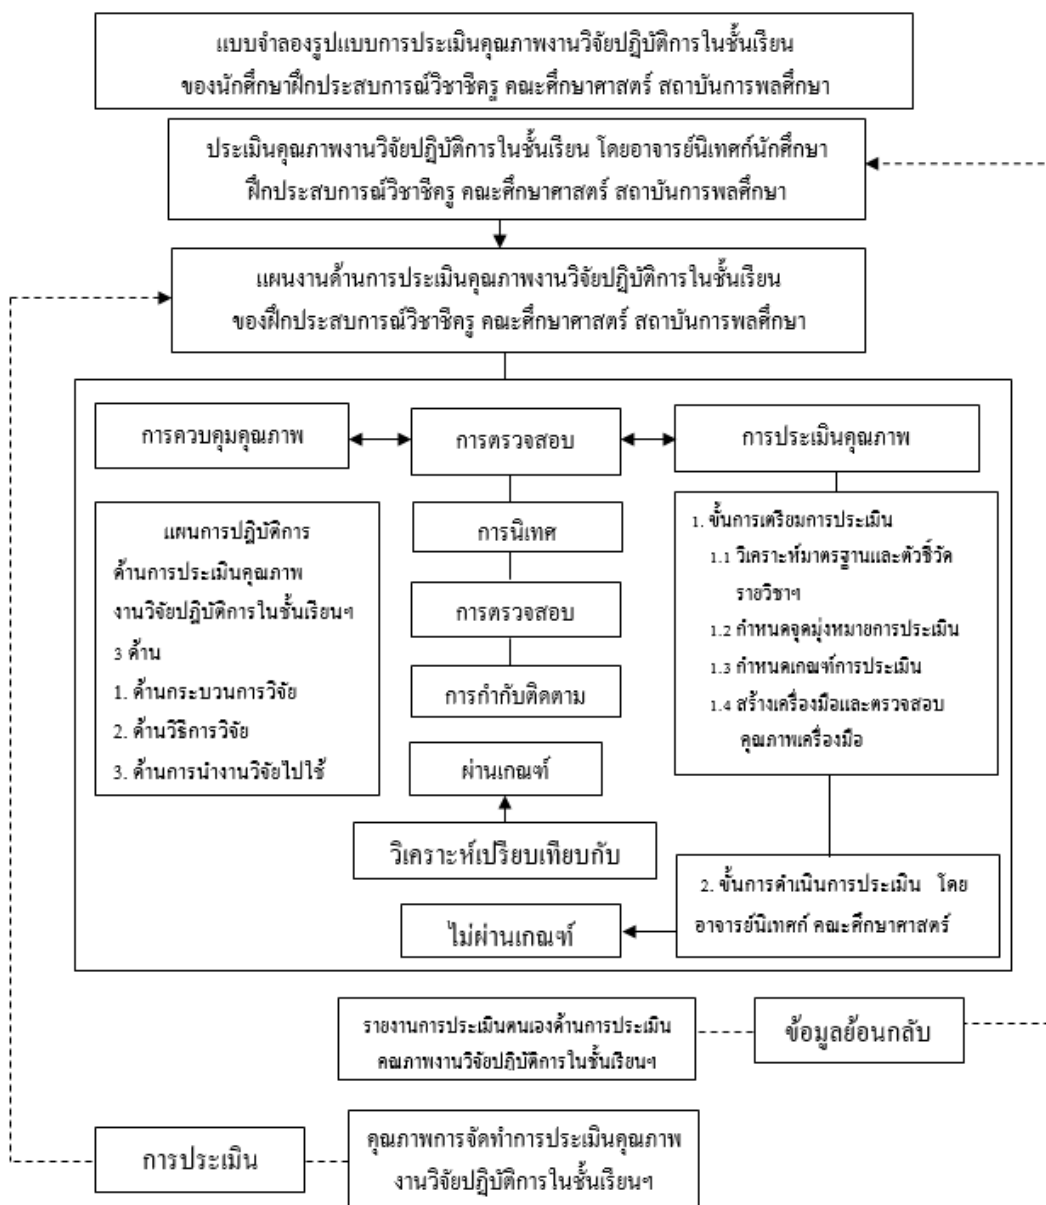 แบบจำลองรูปแบบการประเมินคุณภาพงานวิจัยปฏิบัติการในชั้นเรียน
ของนักศึกษาฝึกประสบการณ์วิชาชีครู คณะศึกษาศาสตร์ สถาบันการพลศึกษา
ประเมินคุณภาพงานวิจัยปฏิบัติการในชั้นเรียน โดยอาจารย์นิเทศก์นักศึกษา
ฝึกประสบการณ์วิชาชีครู คณะศึกษาศาสตร์ สถาบันการพลศึกษา
แผนงานด้านการประเมินคุณภาพงานวิจัยปฏิบัติการในชั้นเรียน
ของฝึกประสบการณ์วิชาชีครู คณะศึกษาศาสตร์ สถาบันการพลศึกษา
การควบคุมคุณภาพ
การตรวจสอบ
การประเมินคุณภาพ
แผนการปฏิบัติการ
ด้านการประเมินคุณภาพ
งานวิจัยปฏิบัติการในชั้นเรียนฯ
3 ด้าน
1. ด้านกระบวนการวิจัย
2. ด้านวิธีการวิจัย
3. ด้านการนำงานวิจัยไปใช้
การนิเทศ
การตรวจสอบ
การกำกับติดตาม
ผ่านเกณฑ์
วิเคราะห์เปรียบเทียบกับ
ไม่ผ่านเกณฑ์
1. ขั้นการเตรียมการประเมิน
1.1 วิเคราะห์มาตรฐานและตัวชี้วัด
รายวิชาฯ
1.2 กำหนดจุดมุ่งหมายการประเมิน
1.3 กำหนดเกณฑ์การประเมิน
1.4 สร้างเครื่องมือและตรวจสอบ
คุณภาพเครื่องมือ
2. ขั้นการดำเนินการประเมิน โดย
อาจารย์นิเทศก์ คณะศึกษาศาสตร์
รายงานการประเมินตนเองด้านการประเมิน
คุณภาพงานวิจัยปฏิบัติการในชั้นเรียนฯ
ข้อมูลย้อนกลับ
การประเมิน
คุณภาพการจัดทำการประเมินคุณภาพ
งานวิจัยปฏิบัติการในชั้นเรียนฯ